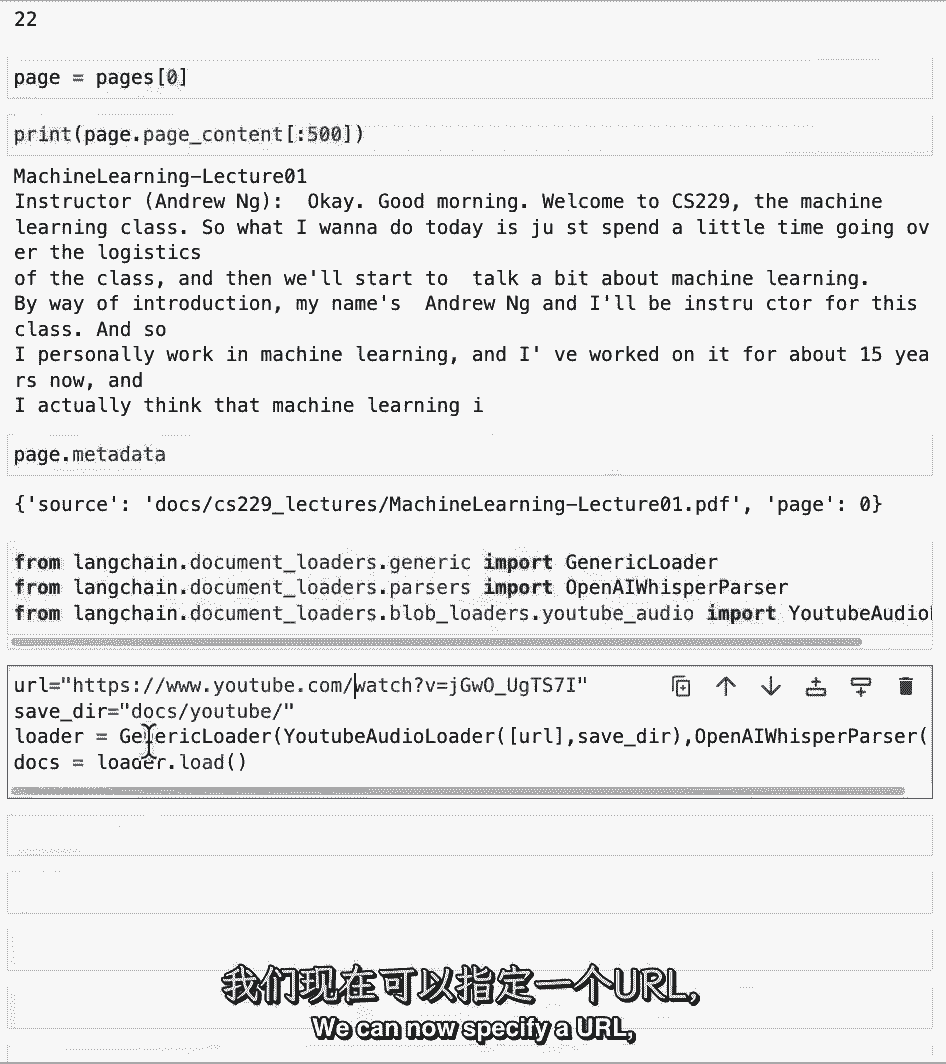 22
page = pages[0]
print(page.page_content[:500])
MachineLearning-Lecture01
Instructor (Andrew Ng):  Okay. Good morning. Welcome to CS229, the machine
learning class. So what I wanna do today is ju st spend a little time going ov
er the logistics
of the class, and then we'll start to  talk a bit about machine learning.
By way of introduction, my name's  Andrew Ng and I'll be instru ctor for this
class. And so
I personally work in machine learning, and I' ve worked on it for about 15 yea
rs now, and
I actually think that machine learning i
page.metadata
{'source': 'docs/cs229_lectures/MachineLearning-Lecture01.pdf', 'page': 0}
from langchain.document_loaders.generic import GenericLoader
from langchain.document_loaders.parsers import OpenAIWhisperParser
from langchain.document_loaders.blob_loaders.youtube_audio import YoutubeAudio
url="https://www.youtube.com/watch?v=jGwO_UgTS7I"
save_dir="docs/youtube/"
loader = GenericLoader(YoutubeAudioLoader([url],save_dir),OpenAIWhisperParser(
docs = loader.load()
我们现在可以指定一个URL,
We can now specify a URL,